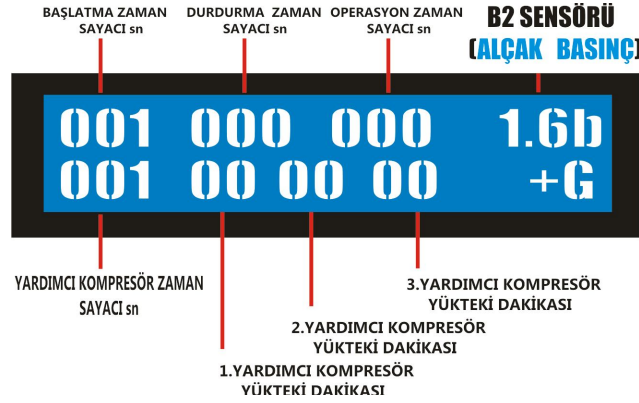 BAŞLATMA ZAMAN
SAYACI sn
DURDURMA ZAMAN
SAYACI sn
OPERASYON ZAMAN
SAYACI sn
B2 SENSÖRÜ
(ALÇAK BASINÇ)
001 000 000 1.6b
001 00 00 00 +G
YARDIMCI KOMPRESÖR ZAMAN
SAYACI sn
3.YARDIMCI KOMPRESÖR
YÜKTEKİ DAKİKASI
2.YARDIMCI KOMPRESÖR
YÜKTEKİ DAKİKASI
1.YARDIMCI KOMPRESÖR
YÜKTEKİ DAKİKASI